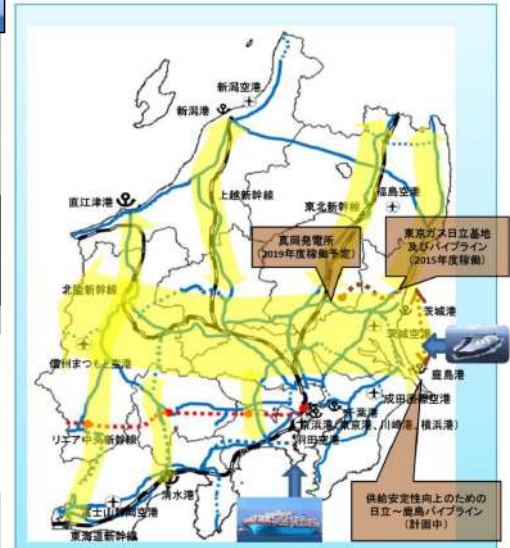 新潟空港
新潟港
直江津港
上越新幹線
東北新幹線
福島空港
真岡発電所
(2019年度稼働予定)
東京ガス日立基地
及びパイプライン
(2015年度稼働)
北陸新幹線
茨城港
茨城空港
信州まつもと空港
鹿島港
成田国際空港
千葉港
京浜港(東京港、川崎港、横浜港)
リニア中央新幹線
羽田空港
清水港
富士山静岡空港
東海道新幹線
供給安定性向上のための
日立~鹿島パイプライン
(計画中)